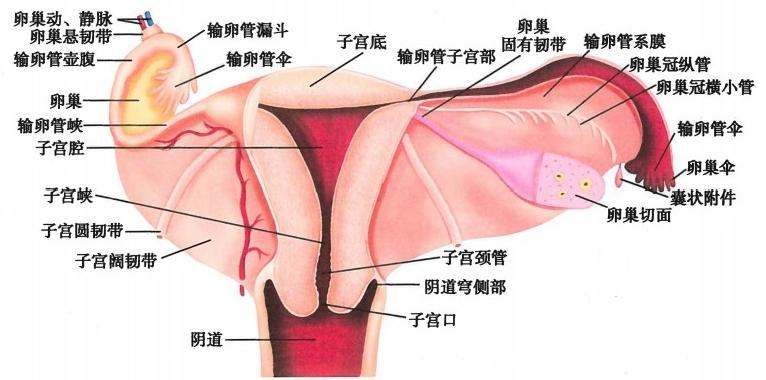 卵巢动、静脉
卵巢悬韧带
输卵管壶腹
卵巢
输卵管峡
子宫腔
子宫峡
子宫圆韧带
子宫阔韧带
阴道
输卵管漏斗
输卵管伞
子宫底
输卵管子宫部
卵巢
固有韧带
输卵管系膜
卵巢冠纵管
卵巢冠横小管
输卵管伞
卵巢伞
囊状附件
卵巢切面
子宫颈管
阴道穹侧部
子宫口